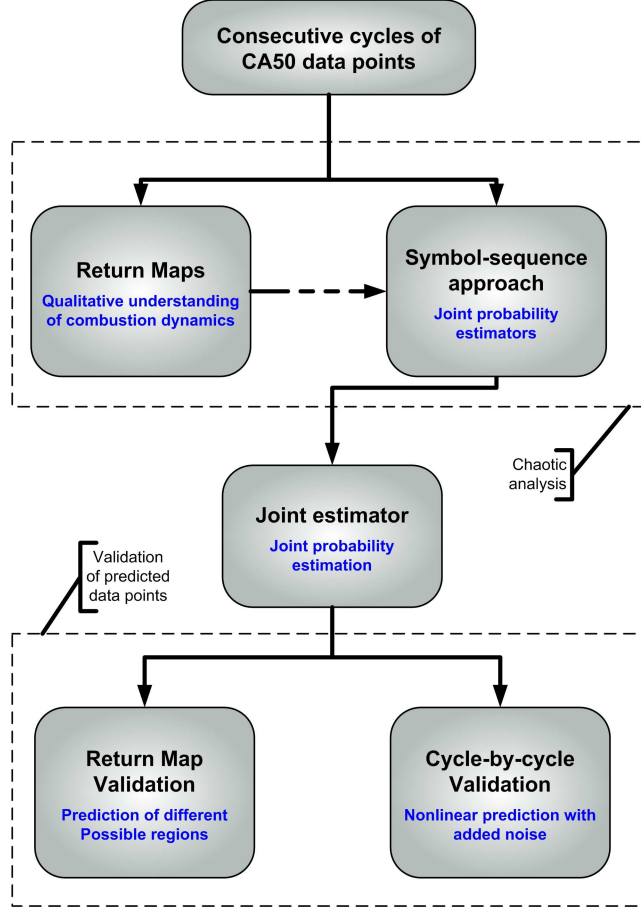 Consecutive cycles of
CA50 data points
Return Maps
Qualitative understanding
of combustion dynamics
Symbol-sequence
approach
Joint probability
estimators
Chaotic
analysis
Joint estimator
Joint probability
estimation
Validation
of predicted
data points
Return Map
Validation
Prediction of different
Possible regions
Cycle-by-cycle
Validation
Nonlinear prediction with
added noise